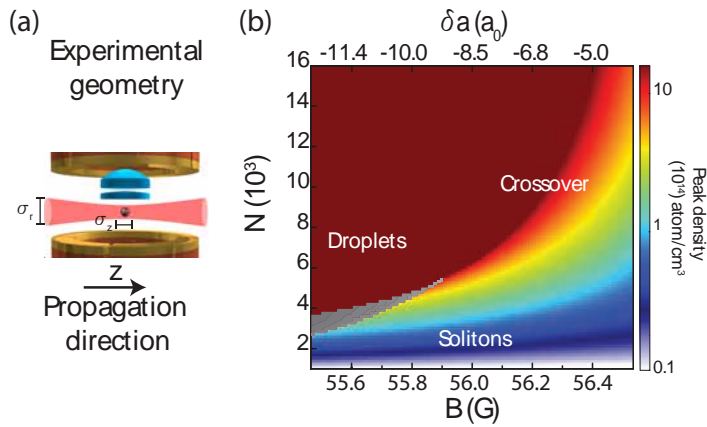 (a)
Experimental
geometry
σr
σz
z
Propagation
direction
(b)
δa(a0)
-11.4 -10.0 -8.5 -6.8 -5.0
16
14
12
10
8
6
4
2
N (10³)
Crossover
Droplets
Solitons
55.6 55.8 56.0 56.2 56.4
B(G)
10
1
0.1
Peak density
(10¹⁴) atom/cm³